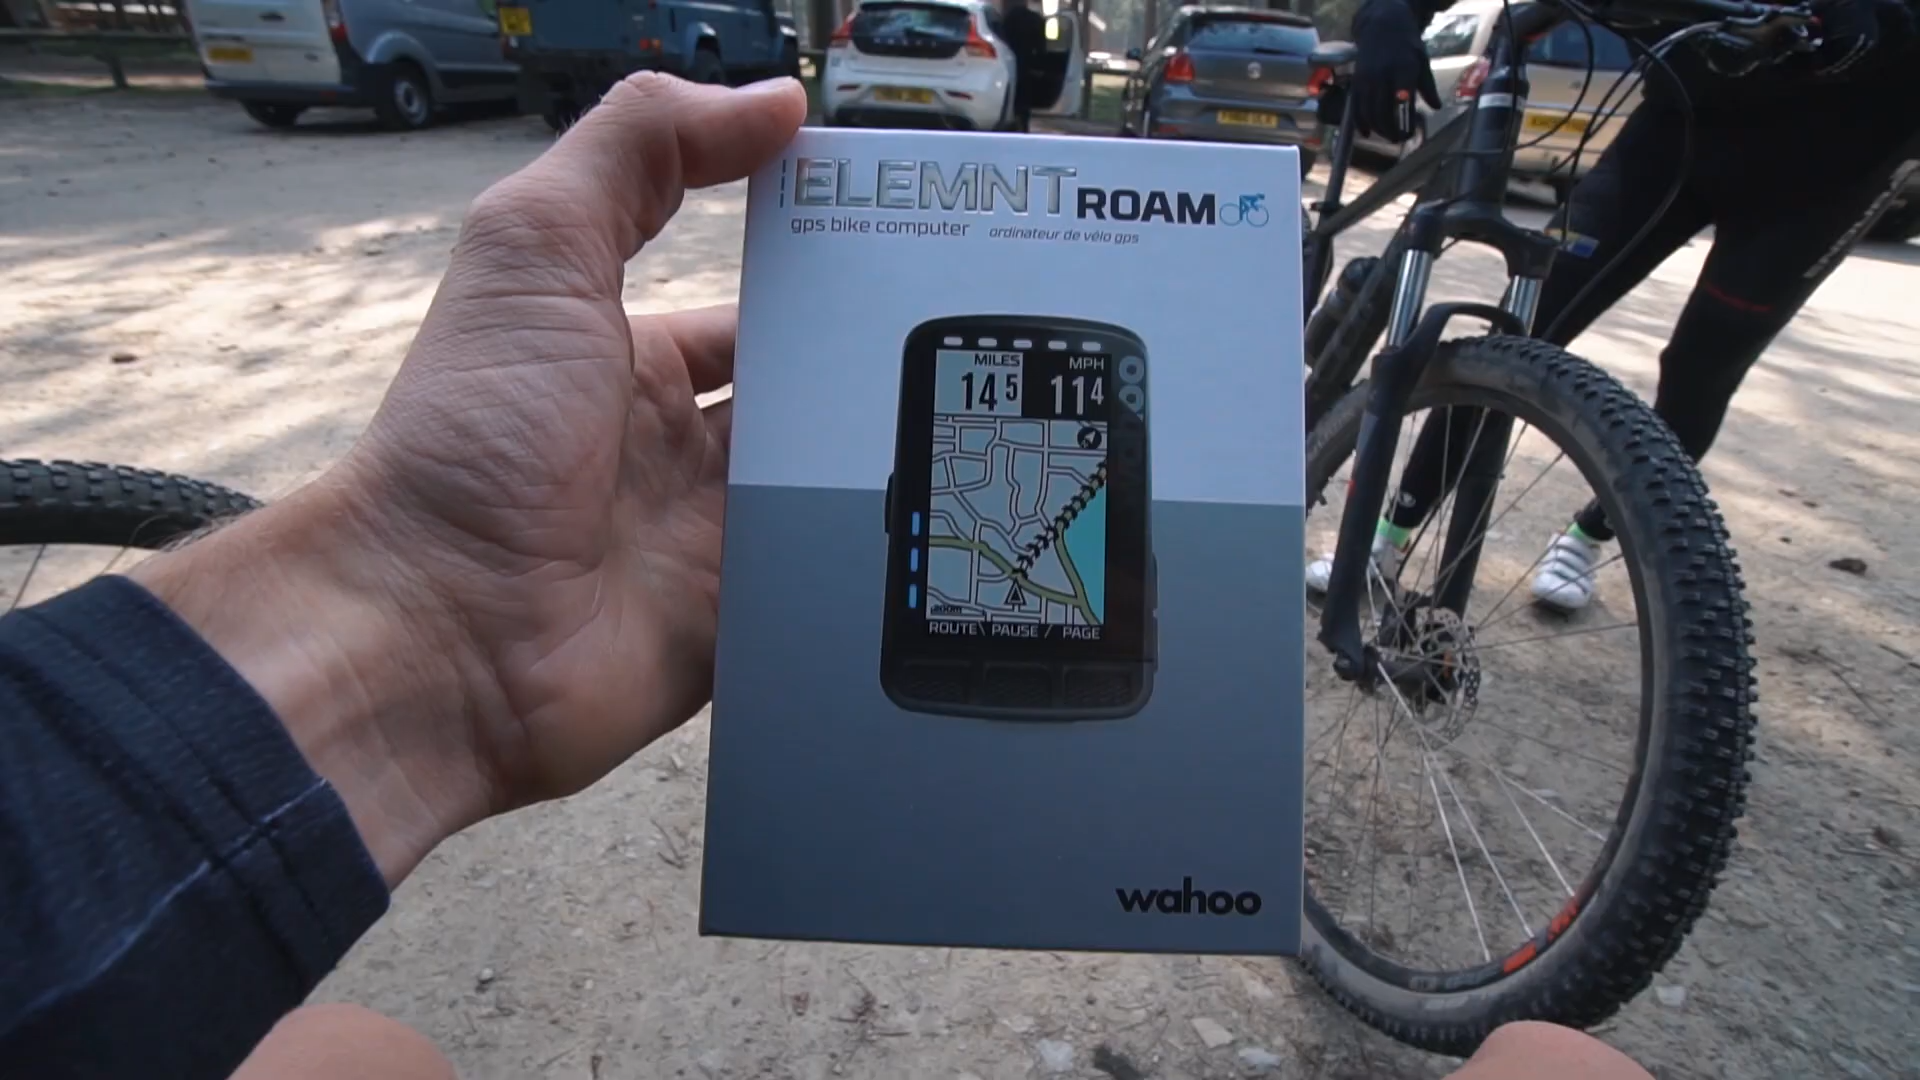 ELEMNT ROAM
gps bike computer ordinateur de vélo gps
MILES MPH
14 5 11 4
200m
ROUTE \ PAUSE / PAGE
wahoo